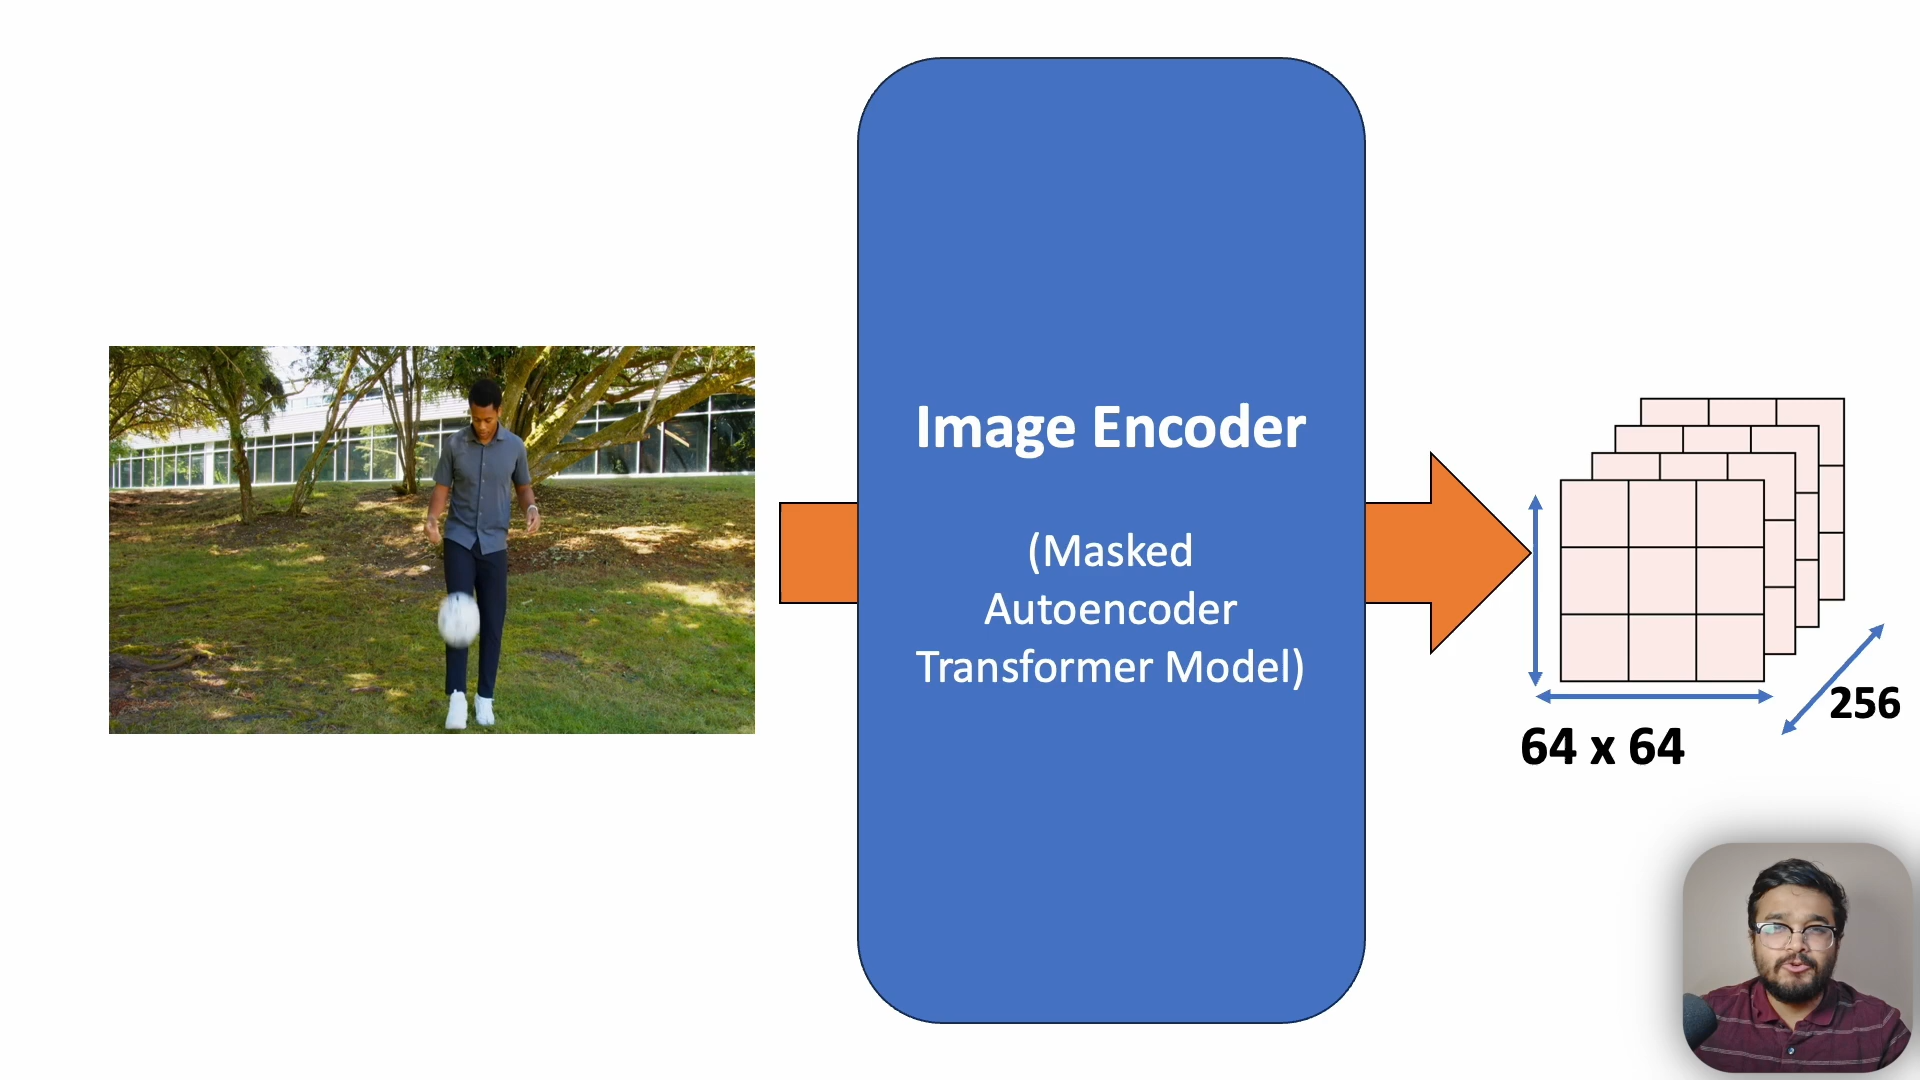 Image Encoder
(Masked
Autoencoder
Transformer Model)
256
64 x 64